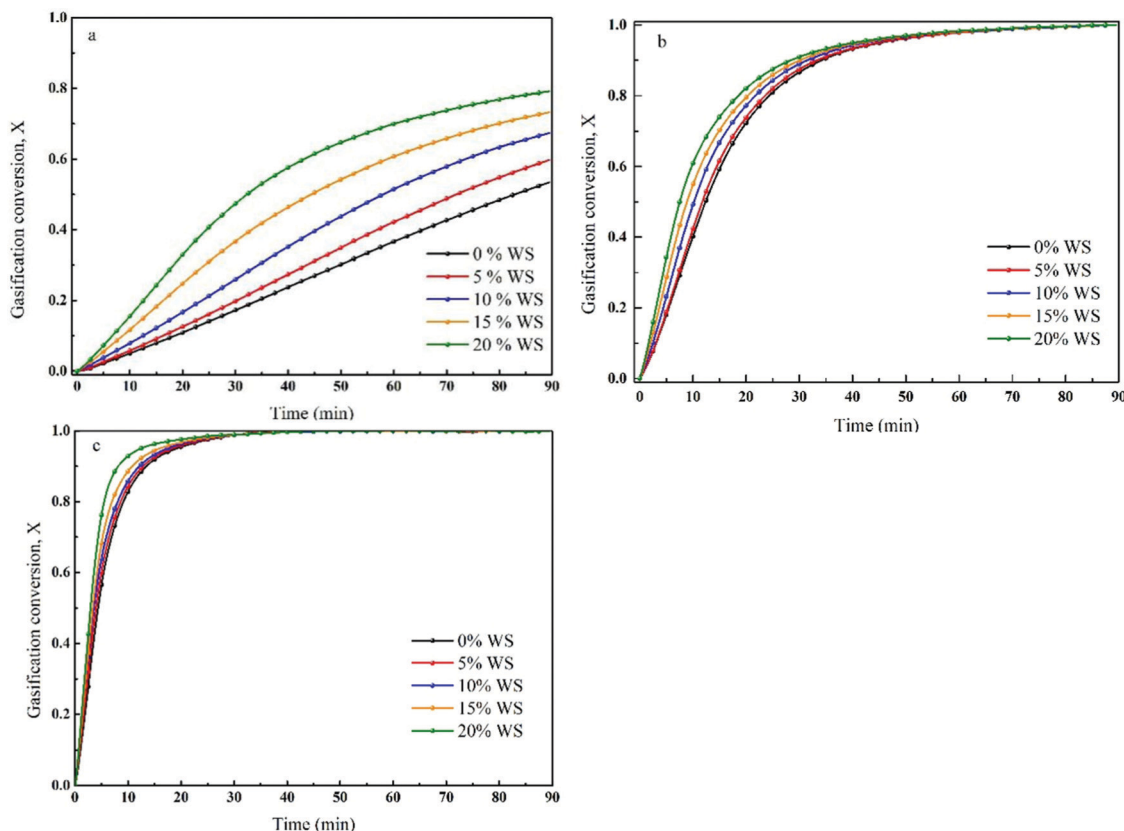 a
Gasification conversion, X
1.0
0.8
0.6
0.4
0.2
0.0
0 % WS
5 % WS
10 % WS
15 % WS
20 % WS
0 10 20 30 40 50 60 70 80 90
Time (min)
b
Gasification conversion, X
1.0
0.8
0.6
0.4
0.2
0.0
0% WS
5% WS
10% WS
15% WS
20% WS
0 10 20 30 40 50 60 70 80 90
Time (min)
c
Gasification conversion, X
1.0
0.8
0.6
0.4
0.2
0.0
0% WS
5% WS
10% WS
15% WS
20% WS
0 10 20 30 40 50 60 70 80 90
Time (min)